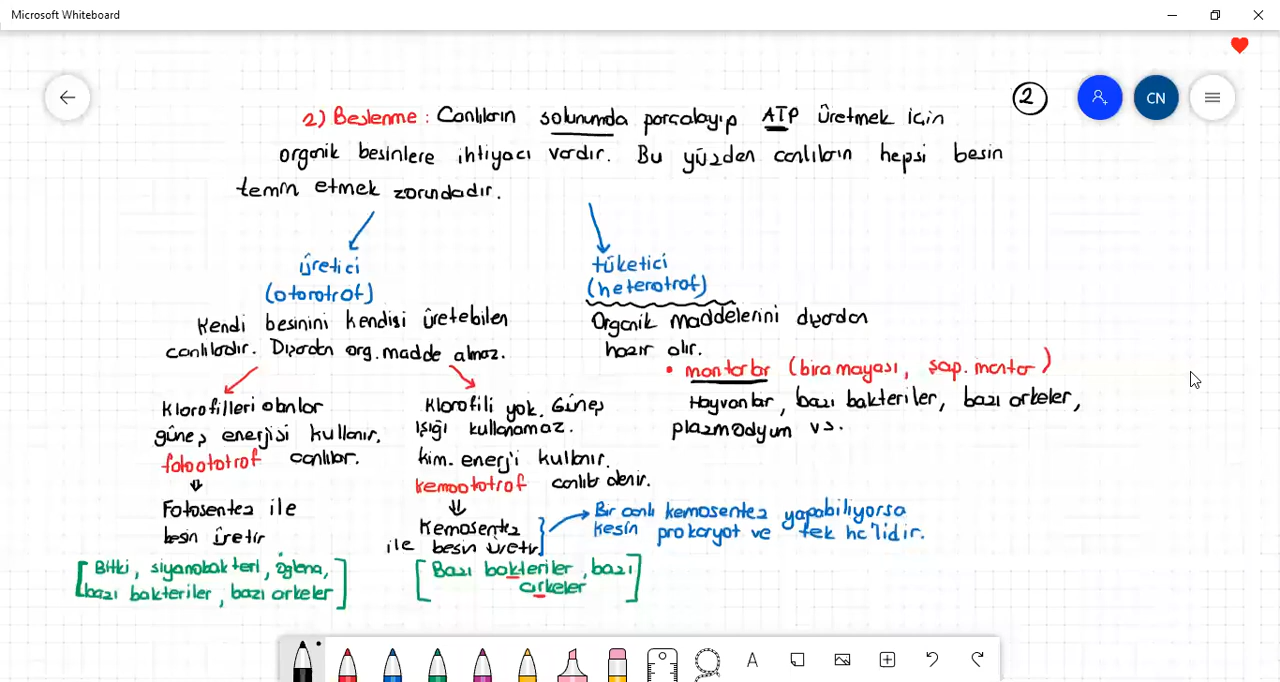 Microsoft Whiteboard
2
CN
2) Beslenme : Canlıların solunumda parçalayıp ATP üretmek için
organik besinlere ihtiyacı vardır. Bu yüzden canlıların hepsi besin
temin etmek zorundadır.
üretici
(ototrof)
Kendi besinini kendisi üretebilen
canlılardır. Dışardan org. madde almaz.
Klorofilleri olanlar
güneş enerjisi kullanır.
fotoototrof canlılar.
Fotosentez ile
besin üretir
[Bitki, siyanobakteri, öglena,
bazı bakteriler, bazı arkeler]
Klorofili yok. Güneş
ışığı kullanamaz.
kim. enerji kullanır.
kemoototrof canlılar denir.
Kemosentez
ile besin üretir
[Bazı bakteriler, bazı
arkeler]
Bir canlı kemosentez yapabiliyorsa
kesin prokaryot ve tek hc'lidir.
tüketici
(heterotrof)
Organik maddelerini dışardan
hazır alır.
• mantarlar (bira mayası, şap. mantar)
Hayvanlar, bazı bakteriler, bazı arkeler,
plazmodyum vs.
A